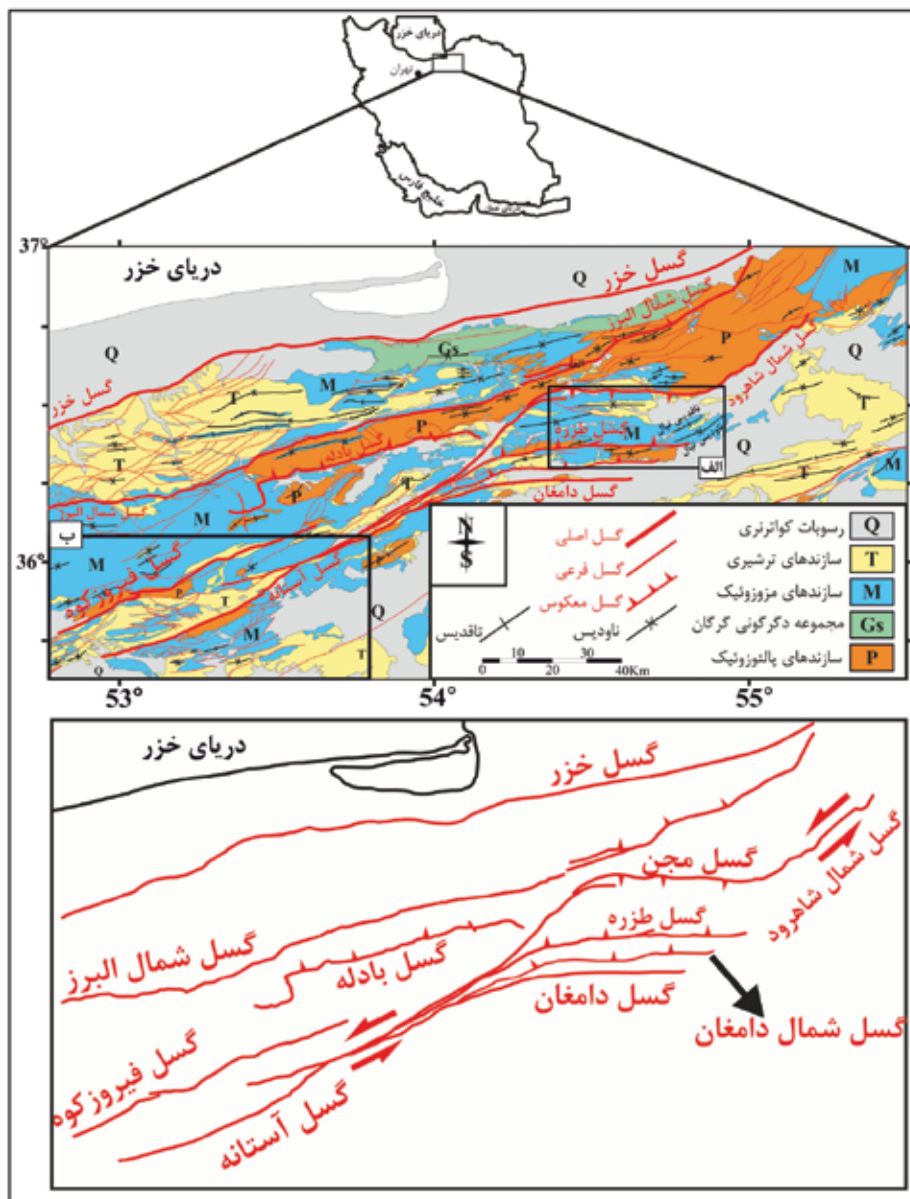 دریای خزر
تهران
خلیج فارس
37°
دریای خزر
Q
گسل خزر
Q
گسل شمال البرز
M
Gs
P
Q
گسل شمال شاهرود
Q
گسل خزر
T
M
T
P
گسل بادله
گسل طزره
M
Q
الف
T
گسل شمال البرز
M
P
T
گسل دامغان
T
M
36°
ب
M
گسل فیروزکوه
P
T
گسل آستانه
Q
M
T
Q
N
S
گسل اصلی
گسل فرعی
گسل معکوس
ناودیس
تاقدیس
0 10 20 30 40Km
Q رسوبات کواترنری
T سازندهای ترشیری
M سازندهای مزوزوئیک
Gs مجموعه دگرگونی گرگان
P سازندهای پالئوزوئیک
53°
54°
55°
دریای خزر
گسل خزر
گسل شمال شاهرود
گسل مجن
گسل طزره
گسل شمال البرز
گسل بادله
گسل دامغان
گسل شمال دامغان
گسل فیروزکوه
گسل آستانه